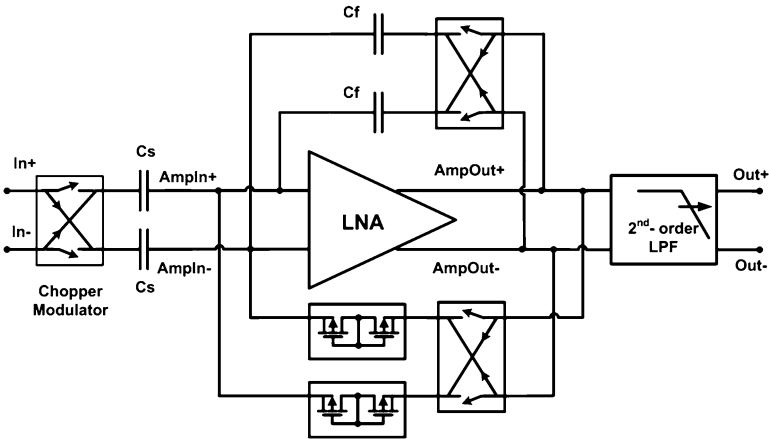 Cf
Cf
In+
Cs
AmpIn+
AmpOut+
Out+
LNA
2nd- order
LPF
In-
AmpIn-
AmpOut-
Out-
Cs
Chopper
Modulator